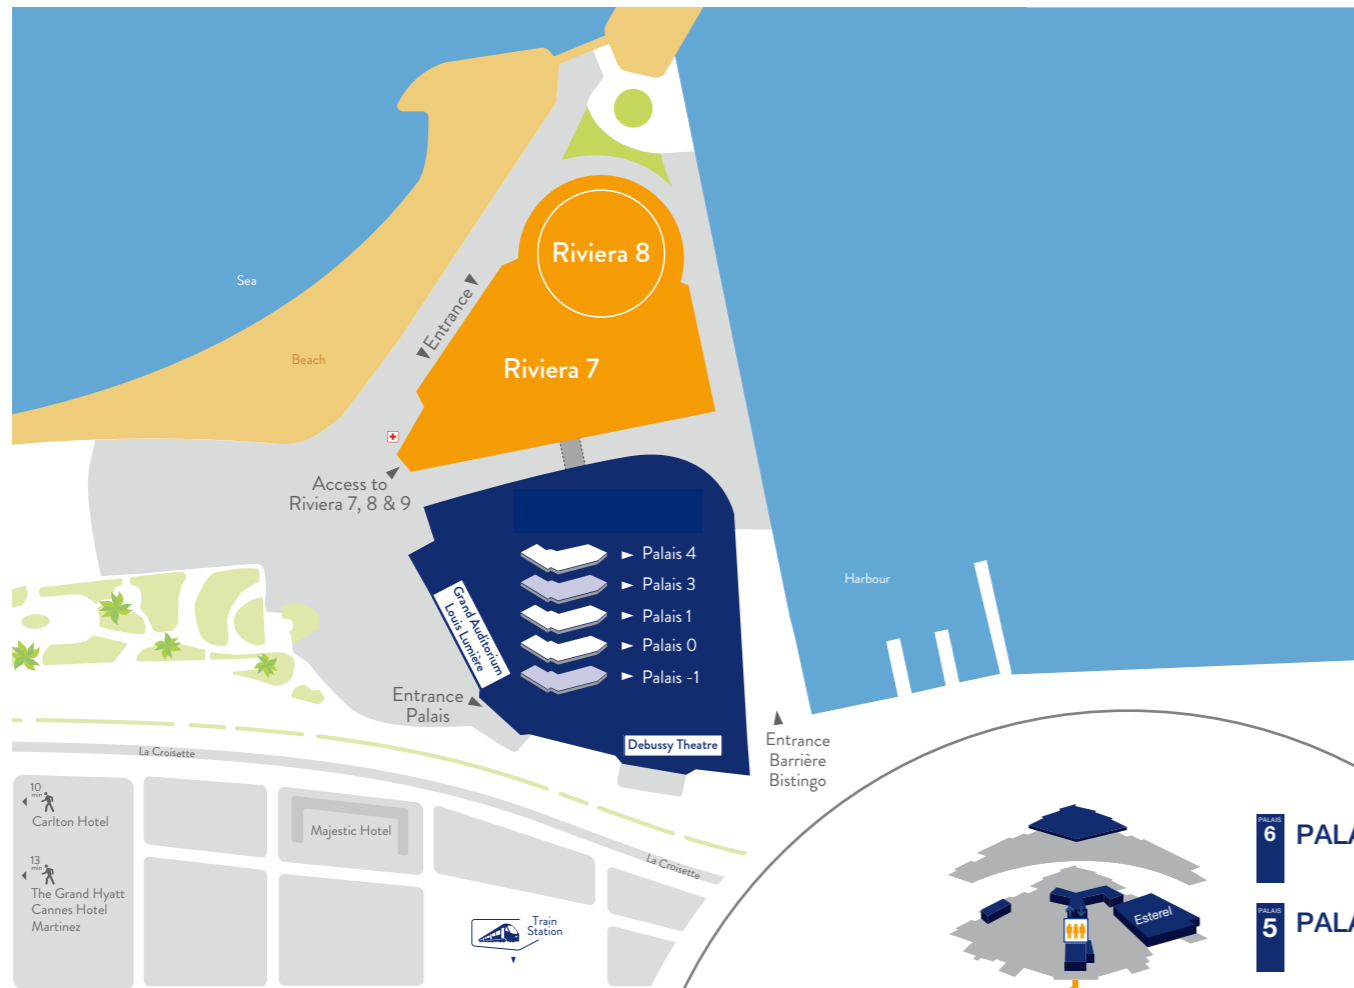 Riviera 8
Sea
Entrance
Beach
Riviera 7
Access to
Riviera 7, 8 & 9
Palais 4
Palais 3
Palais 1
Palais 0
Palais -1
Grand Auditorium
Louis Lumière
Harbour
Entrance
Palais
Debussy Theatre
Entrance
Barrière
Bistingo
La Croisette
10
min
Carlton Hotel
Majestic Hotel
13
min
The Grand Hyatt
Cannes Hotel
Martinez
La Croisette
Train
Station
Esterel
PALAIS
6
PALA
PALAIS
5
PALA